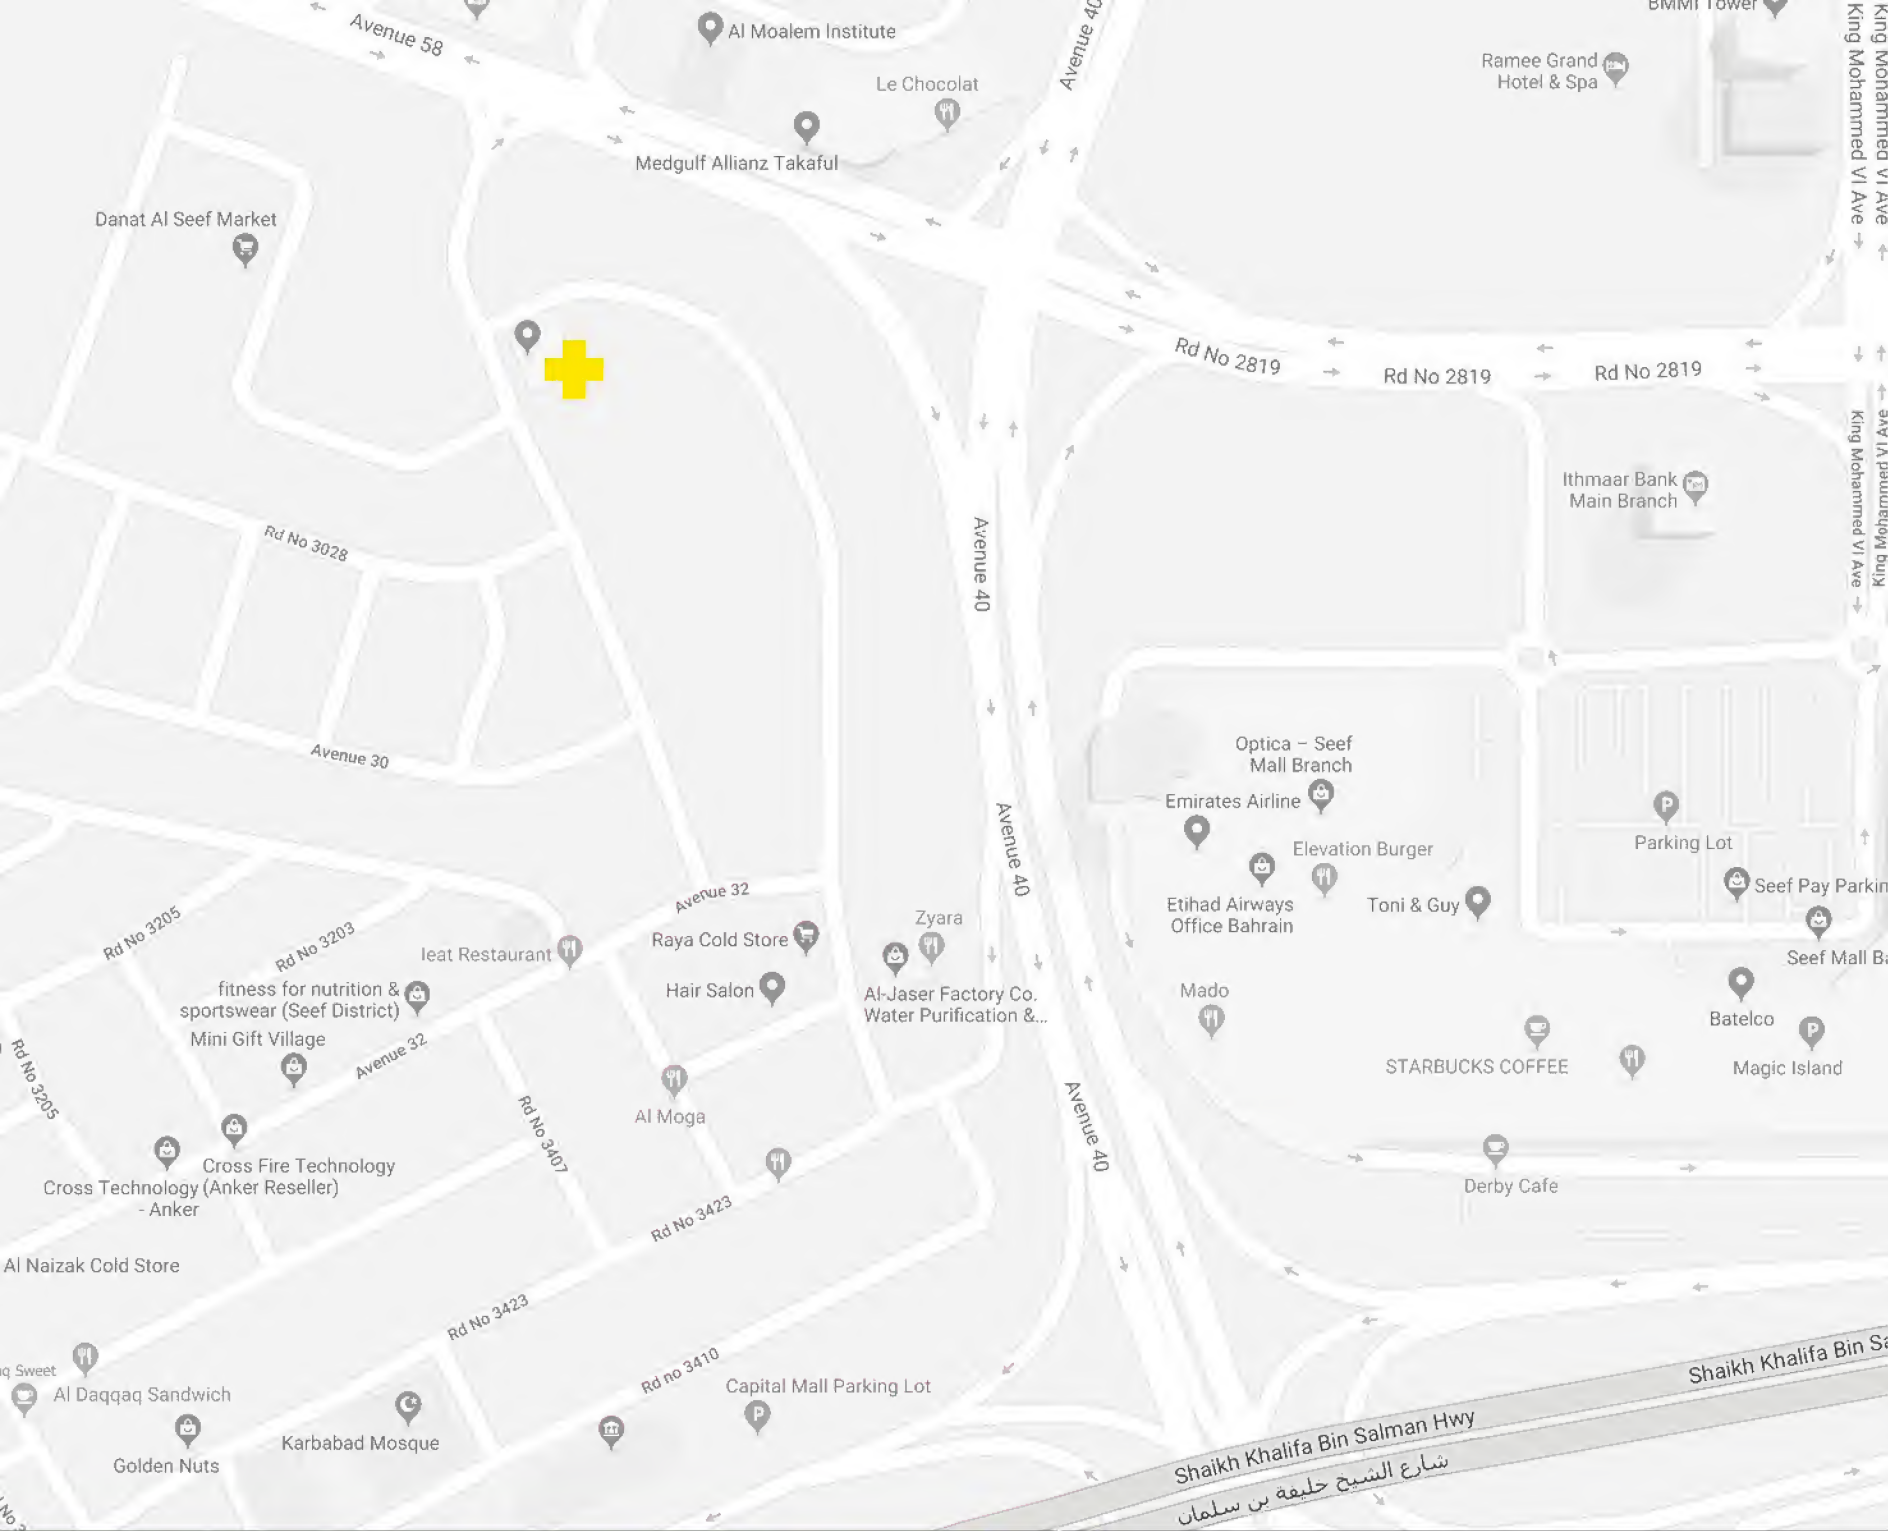 BMMI Tower
Avenue 58
Al Moalem Institute
Avenue 40
King Mohammed VI Ave
King Mohammed VI Ave
Ramee Grand
Hotel & Spa
Le Chocolat
Medgulf Allianz Takaful
Danat Al Seef Market
Rd No 2819
Rd No 2819
Rd No 2819
King Mohammed VI Ave
King Mohammed VI Ave
Ithmaar Bank
Main Branch
Rd No 3028
Avenue 40
Avenue 30
Optica – Seef
Mall Branch
Emirates Airline
Elevation Burger
Parking Lot
Avenue 40
Avenue 32
Seef Pay Parkin
Etihad Airways
Office Bahrain
Toni & Guy
Zyara
Rd No 3205
Rd No 3203
Raya Cold Store
Ieat Restaurant
Seef Mall Ba
fitness for nutrition &
sportswear (Seef District)
Hair Salon
Al-Jaser Factory Co.
Water Purification &...
Mado
Batelco
Mini Gift Village
Avenue 32
Rd No 3205
STARBUCKS COFFEE
Magic Island
Al Moga
Rd No 3407
Avenue 40
Cross Fire Technology
Cross Technology (Anker Reseller)
- Anker
Derby Cafe
Rd No 3423
Al Naizak Cold Store
Rd No 3423
Shaikh Khalifa Bin Sa
Rd no 3410
q Sweet
Al Daqqaq Sandwich
Capital Mall Parking Lot
Karbabad Mosque
Golden Nuts
Shaikh Khalifa Bin Salman Hwy
شارع الشيخ خليفة بن سلمان